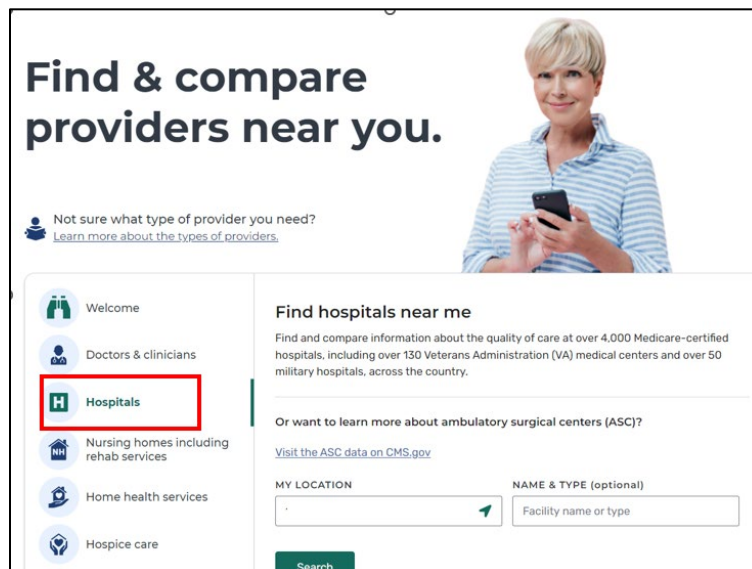 Find & compare
providers near you.
Not sure what type of provider you need?
Learn more about the types of providers.
Welcome
Doctors & clinicians
H
Hospitals
NH
Nursing homes including
rehab services
Home health services
Hospice care
Find hospitals near me
Find and compare information about the quality of care at over 4,000 Medicare-certified
hospitals, including over 130 Veterans Administration (VA) medical centers and over 50
military hospitals, across the country.
Or want to learn more about ambulatory surgical centers (ASC)?
Visit the ASC data on CMS.gov
MY LOCATION
NAME & TYPE (optional)
Facility name or type
Search